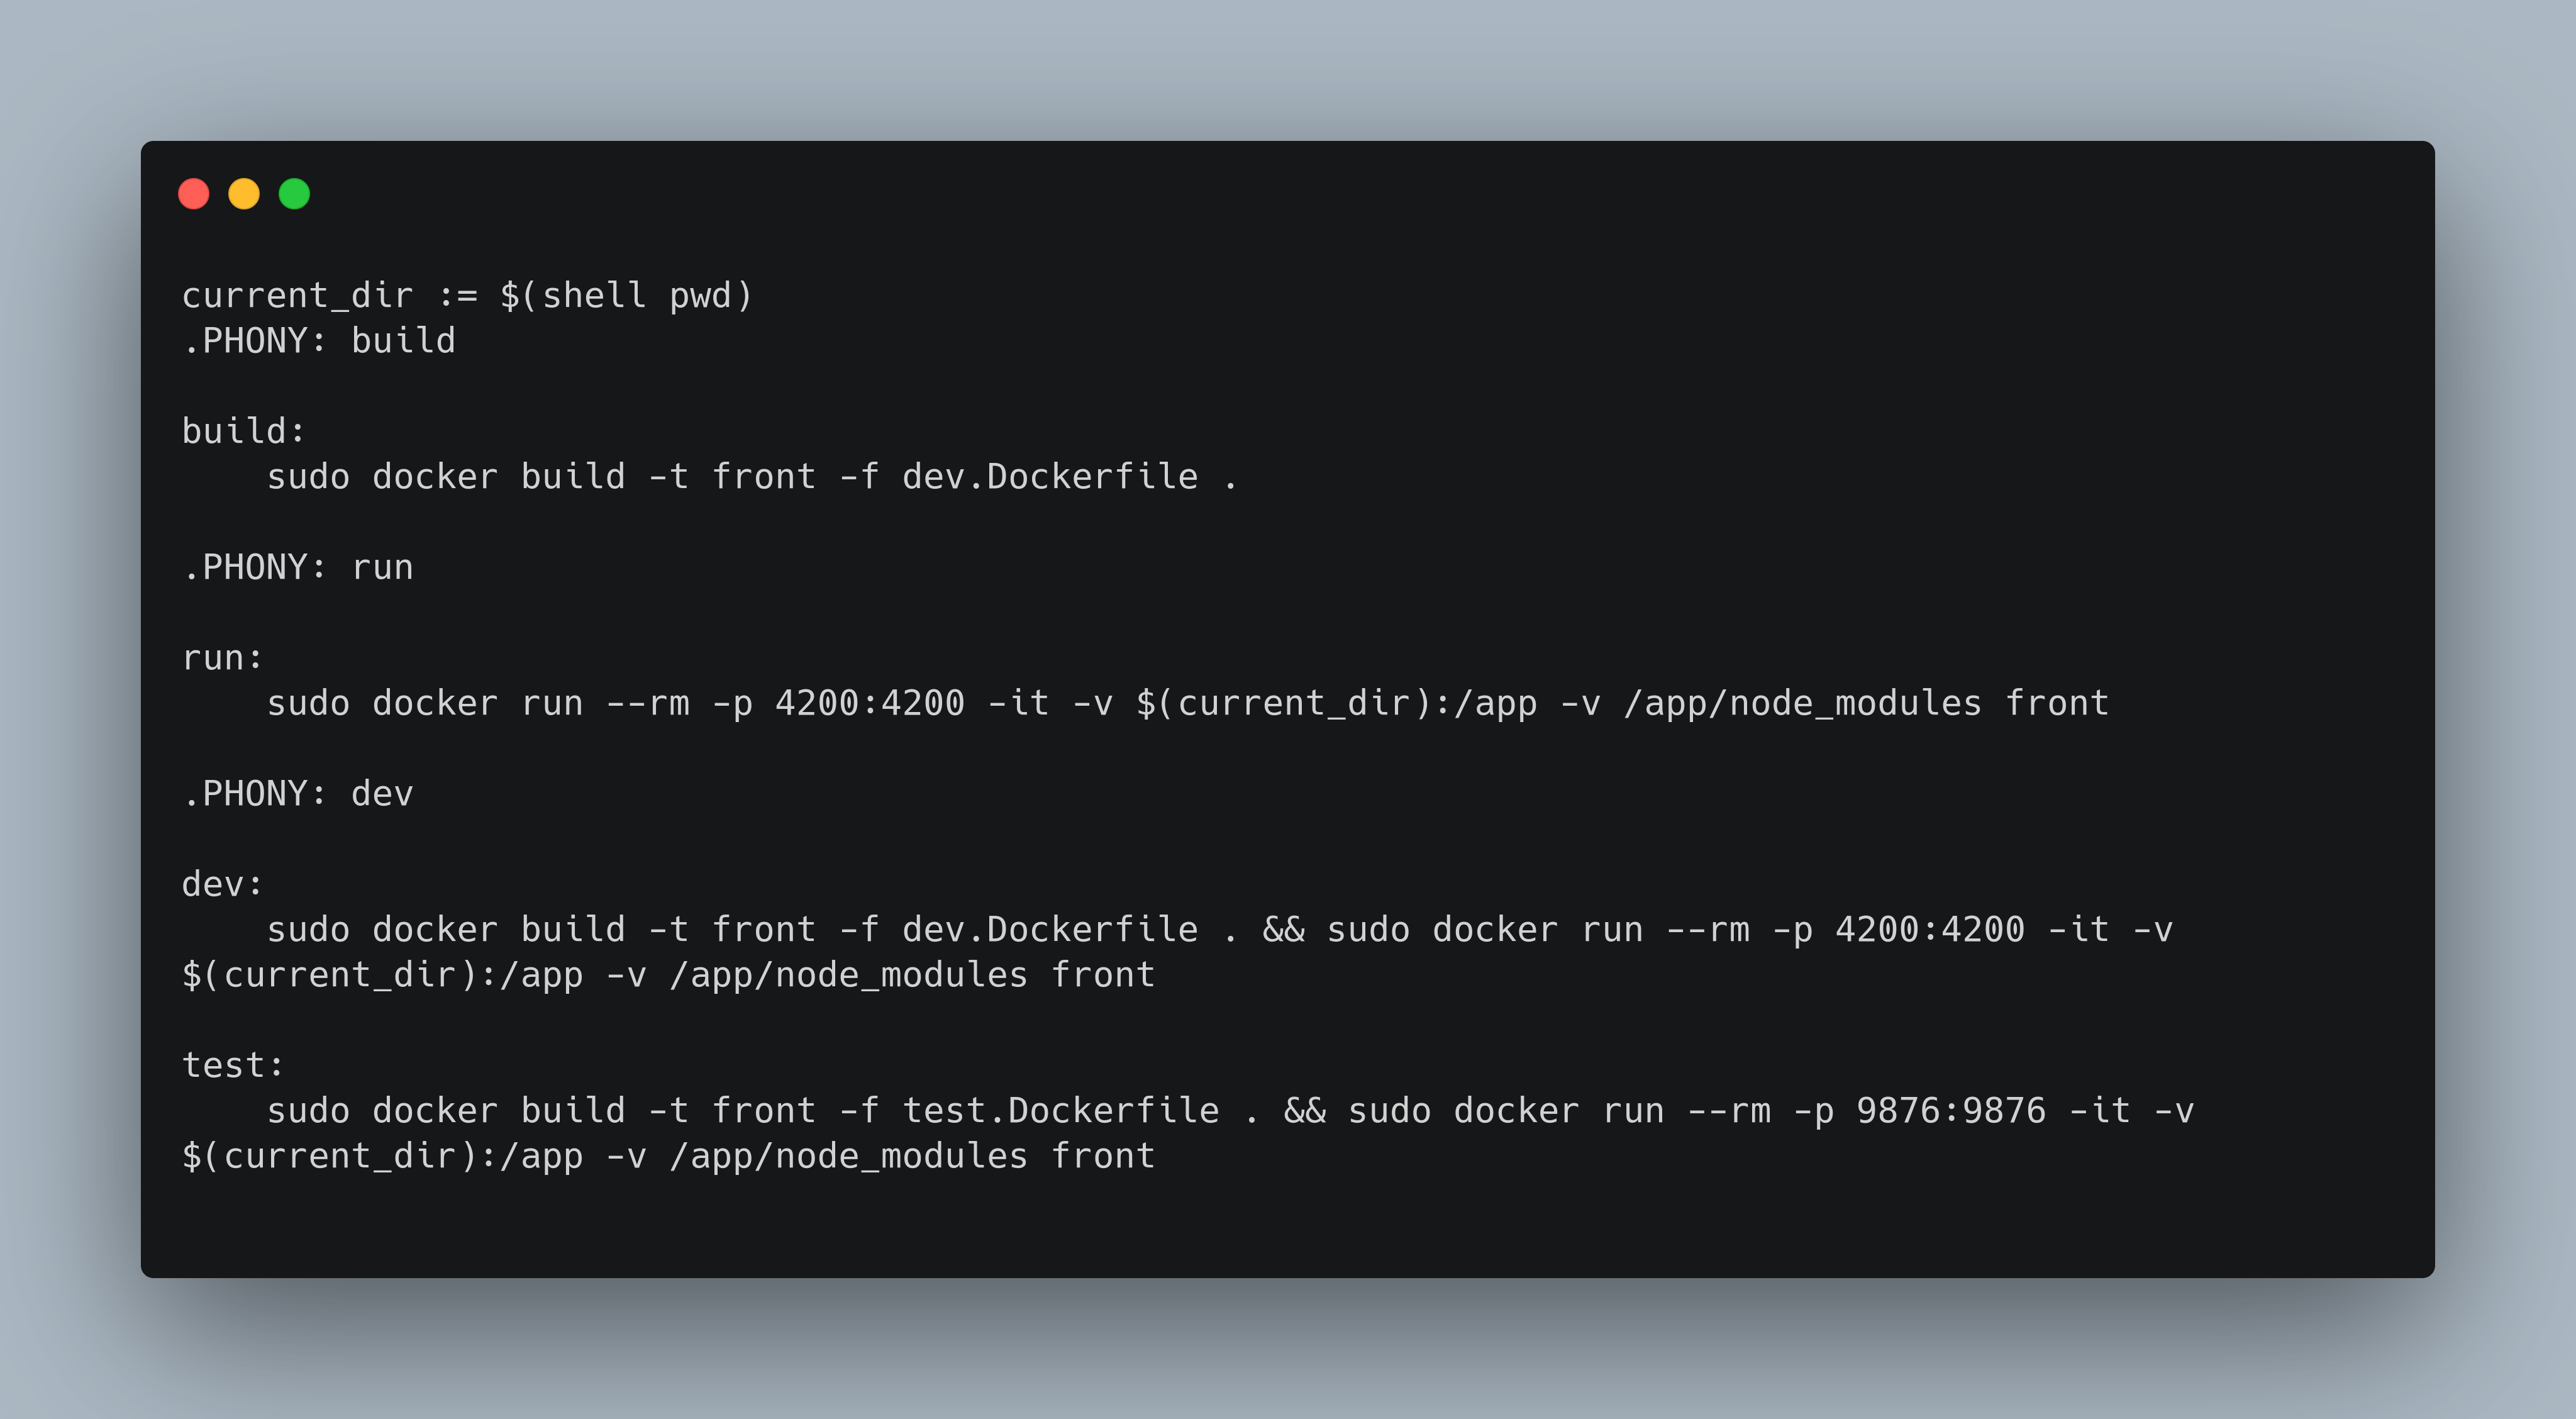 current_dir := $(shell pwd)
.PHONY: build

build:
    sudo docker build -t front -f dev.Dockerfile .

.PHONY: run

run:
    sudo docker run --rm -p 4200:4200 -it -v $(current_dir):/app -v /app/node_modules front

.PHONY: dev

dev:
    sudo docker build -t front -f dev.Dockerfile . && sudo docker run --rm -p 4200:4200 -it -v
$(current_dir):/app -v /app/node_modules front

test:
    sudo docker build -t front -f test.Dockerfile . && sudo docker run --rm -p 9876:9876 -it -v
$(current_dir):/app -v /app/node_modules front